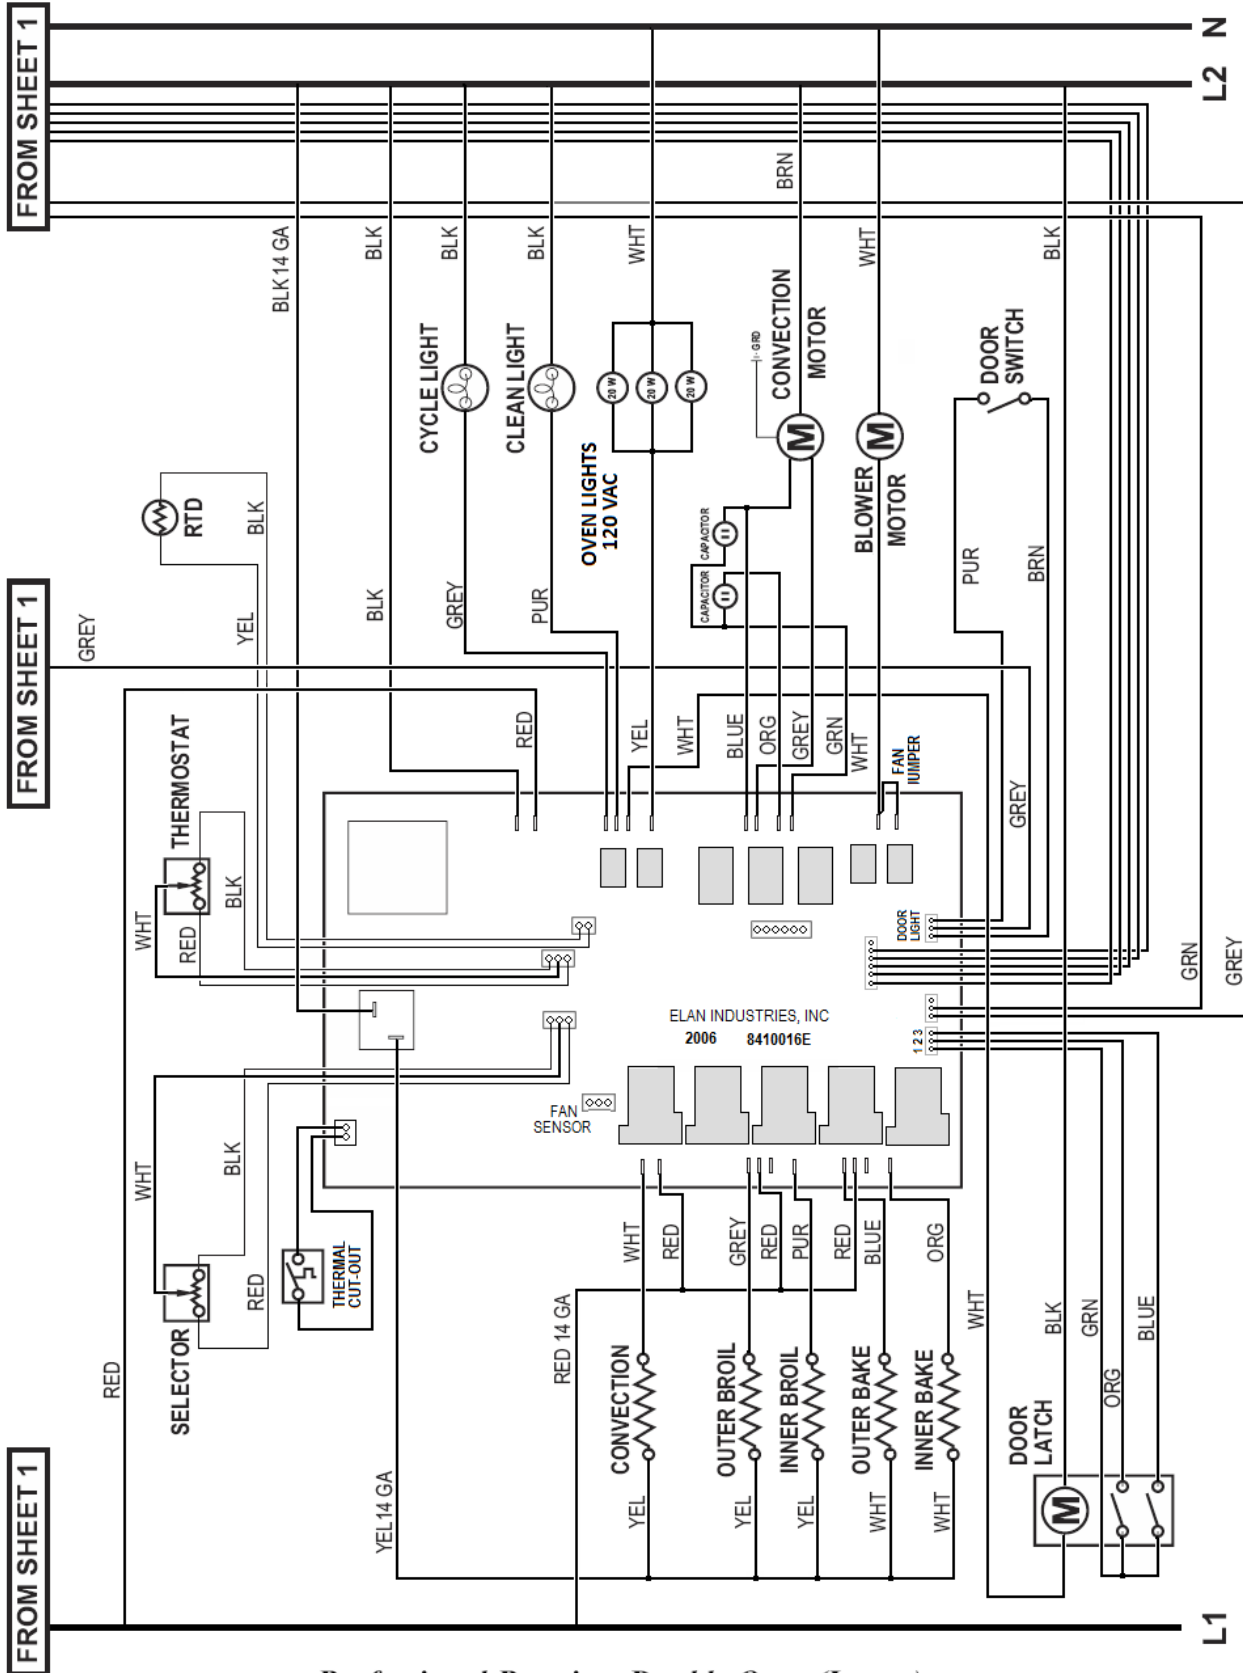 FROM SHEET 1
FROM SHEET 1
FROM SHEET 1
N
L2
L1
BLK14 GA
BLK
BLK
BLK
WHT
BRN
WHT
BLK
CYCLE LIGHT
CLEAN LIGHT
OVEN LIGHTS
120 VAC
20 W
20 W
20 W
GRD
CONVECTION
MOTOR
BLOWER
MOTOR
DOOR
SWITCH
CAPACITOR
CAPACITOR
RTD
BLK
YEL
GREY
BLK
GREY
PUR
PUR
BRN
THERMOSTAT
WHT
RED
BLK
RED
YEL
WHT
BLUE
ORG
GREY
GRN
WHT
FAN
JUMPER
GREY
DOOR
LIGHT
GRN
GREY
ELAN INDUSTRIES, INC
2006 8410016E
1 2 3
FAN
SENSOR
WHT
BLK
RED
SELECTOR
THERMAL
CUT-OUT
RED
WHT
RED
GREY
RED
PUR
RED
BLUE
ORG
RED 14 GA
YEL14 GA
CONVECTION
OUTER BROIL
INNER BROIL
OUTER BAKE
INNER BAKE
YEL
YEL
YEL
WHT
WHT
WHT
BLK
GRN
ORG
BLUE
DOOR
LATCH
M
M
M